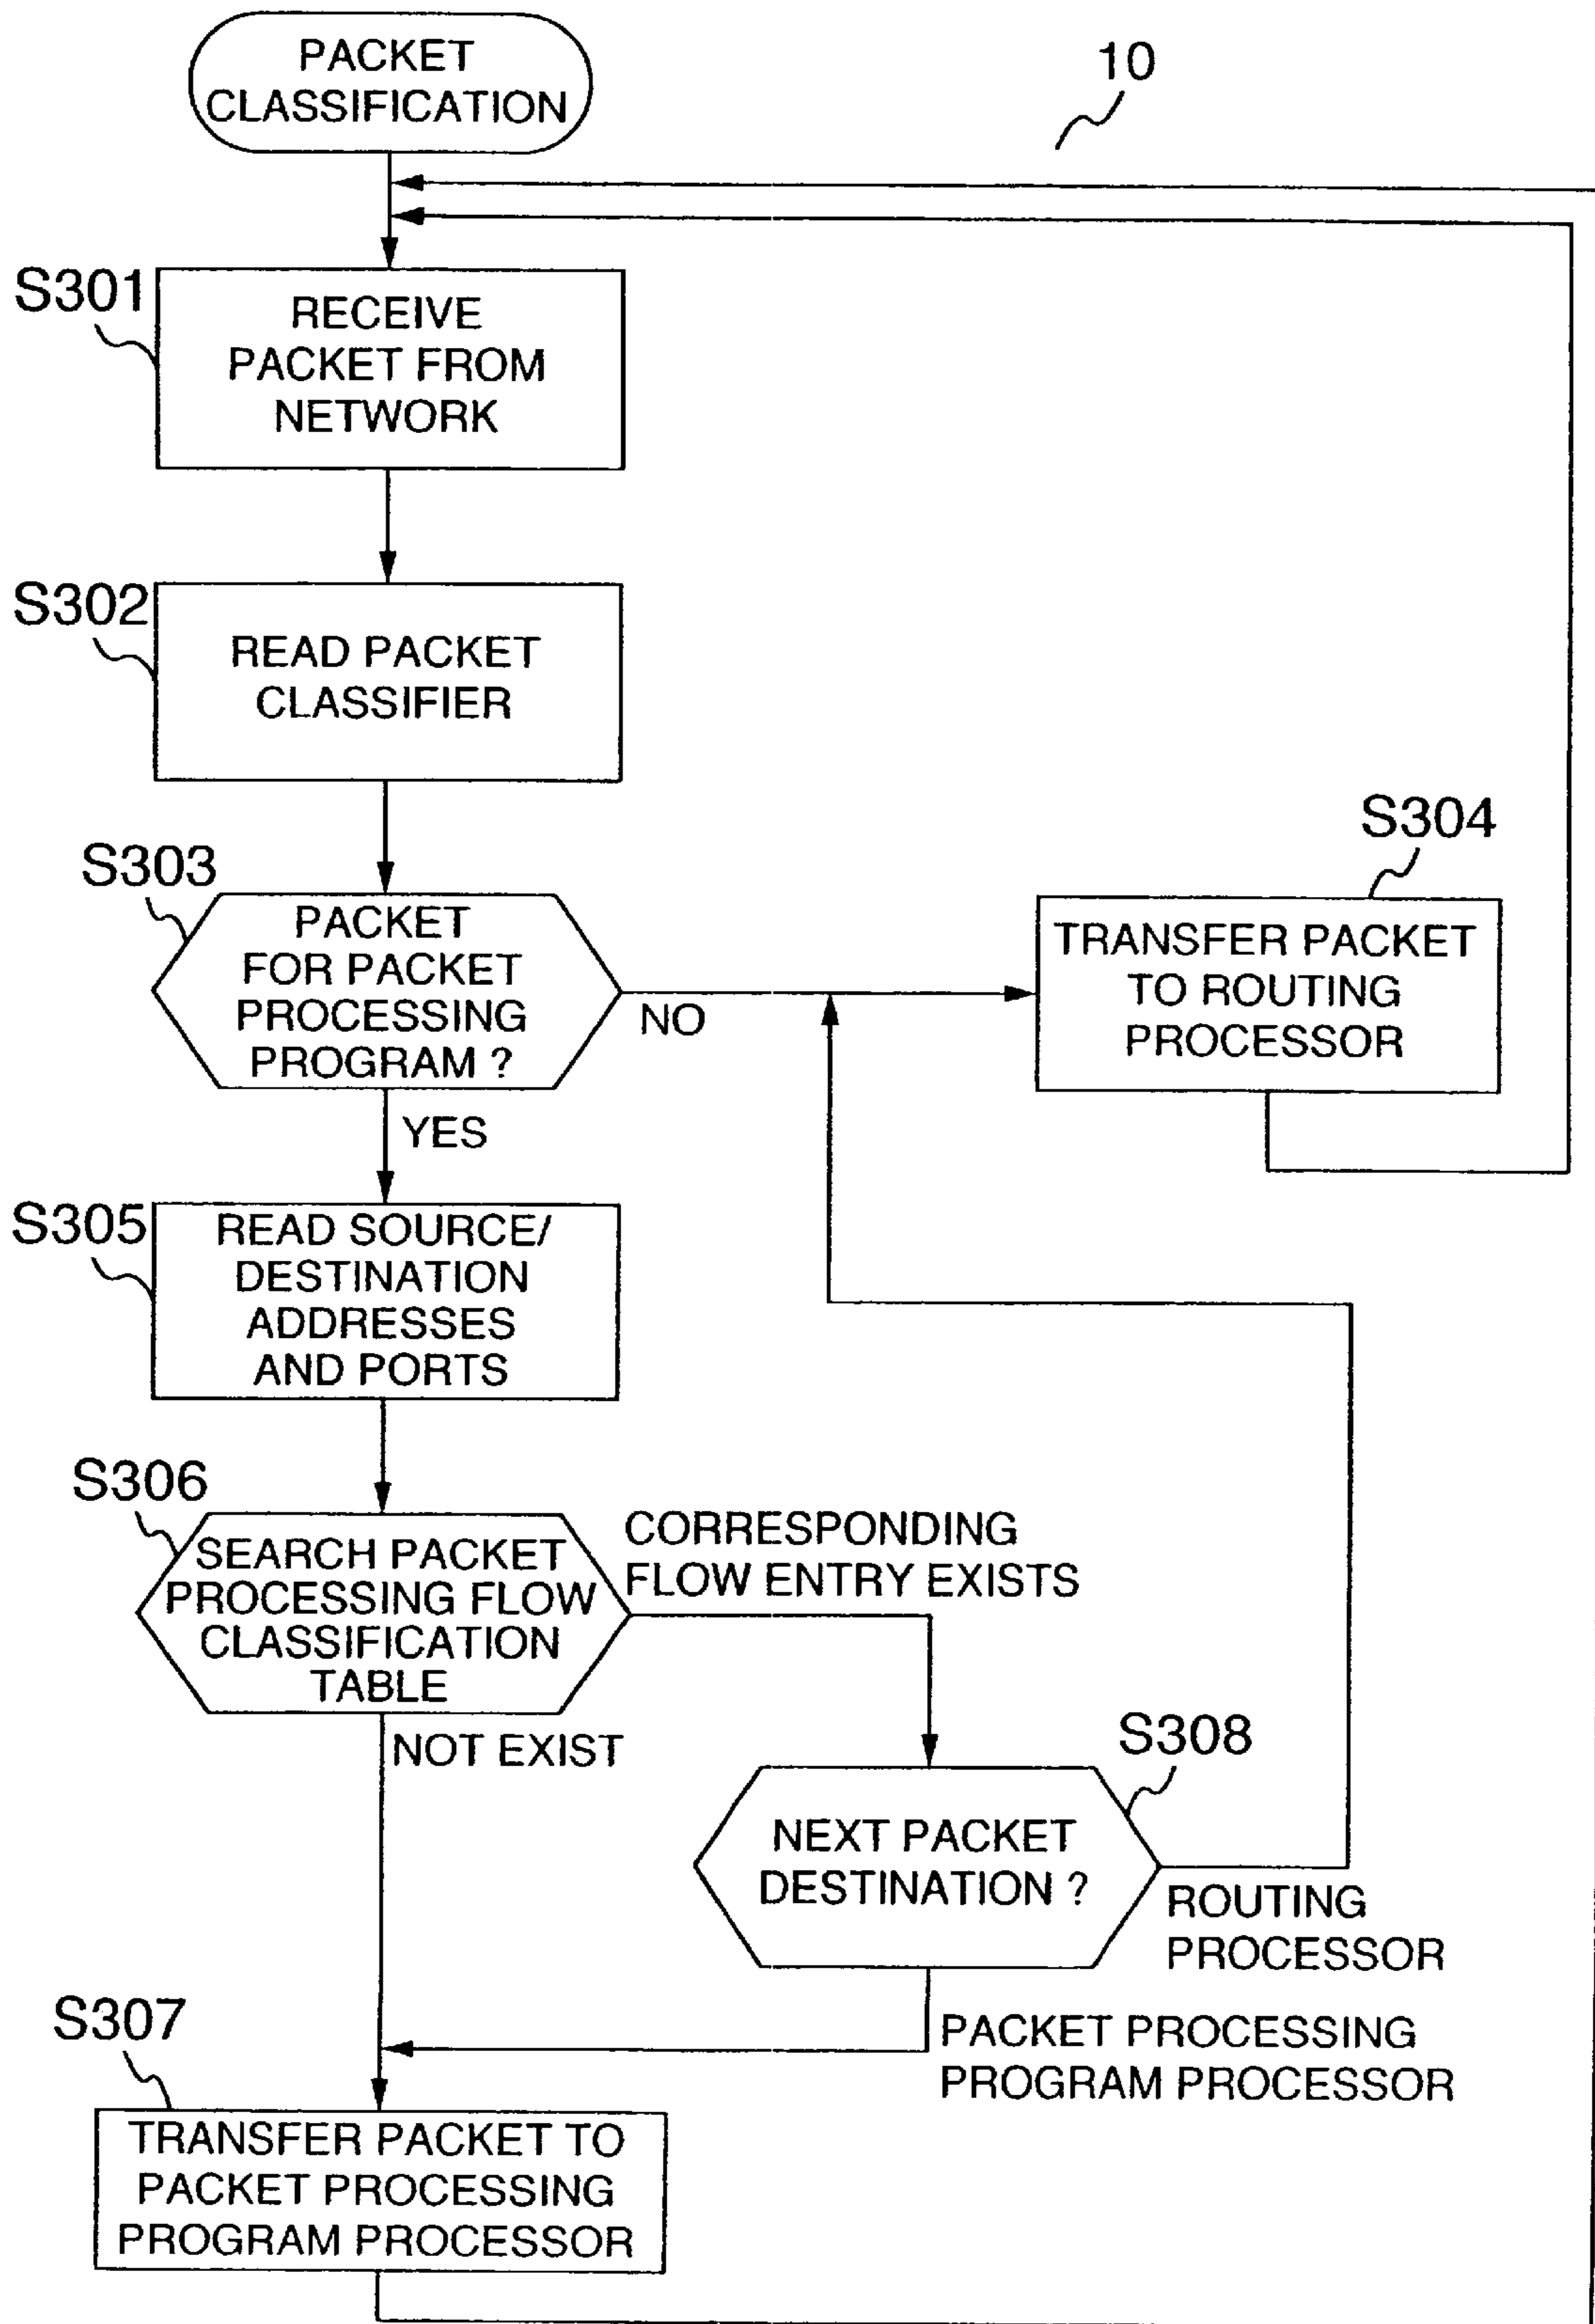 PACKET
CLASSIFICATION
10
S301
RECEIVE
PACKET FROM
NETWORK
S302
READ PACKET
CLASSIFIER
S303
PACKET
FOR PACKET
PROCESSING
PROGRAM ?
NO
YES
S304
TRANSFER PACKET
TO ROUTING
PROCESSOR
S305
READ SOURCE/
DESTINATION
ADDRESSES
AND PORTS
S306
SEARCH PACKET
PROCESSING FLOW
CLASSIFICATION
TABLE
CORRESPONDING
FLOW ENTRY EXISTS
NOT EXIST
S308
NEXT PACKET
DESTINATION ?
ROUTING
PROCESSOR
PACKET PROCESSING
PROGRAM PROCESSOR
S307
TRANSFER PACKET TO
PACKET PROCESSING
PROGRAM PROCESSOR